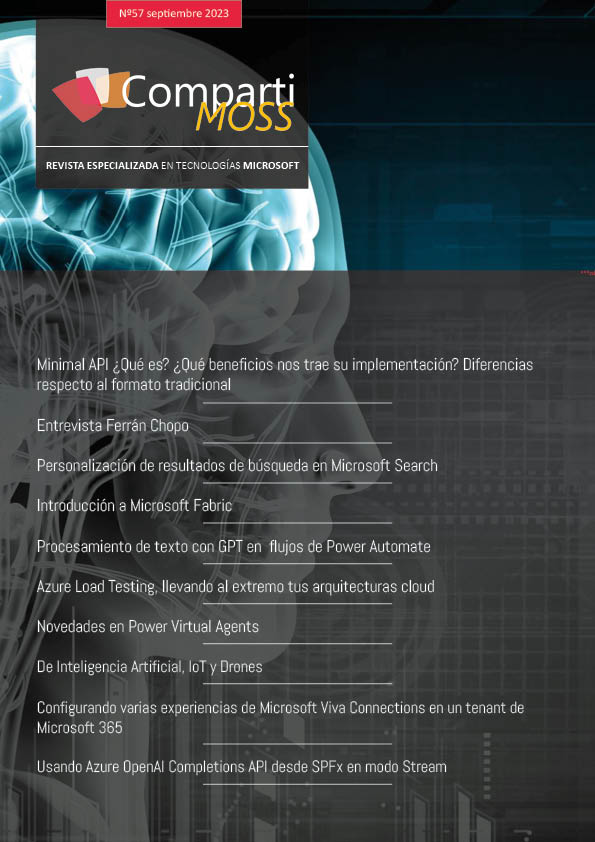 Nº57 septiembre 2023
Comparti
MOSS
REVISTA ESPECIALIZADA EN TECNOLOGÍAS MICROSOFT
Minimal API ¿Qué es? ¿Qué beneficios nos trae su implementación? Diferencias
respecto al formato tradicional
Entrevista Ferrán Chopo
Personalización de resultados de búsqueda en Microsoft Search
Introducción a Microsoft Fabric
Procesamiento de texto con GPT en flujos de Power Automate
Azure Load Testing, llevando al extremo tus arquitecturas cloud
Novedades en Power Virtual Agents
De Inteligencia Artificial, IoT y Drones
Configurando varias experiencias de Microsoft Viva Connections en un tenant de
Microsoft 365
Usando Azure OpenAI Completions API desde SPFx en modo Stream